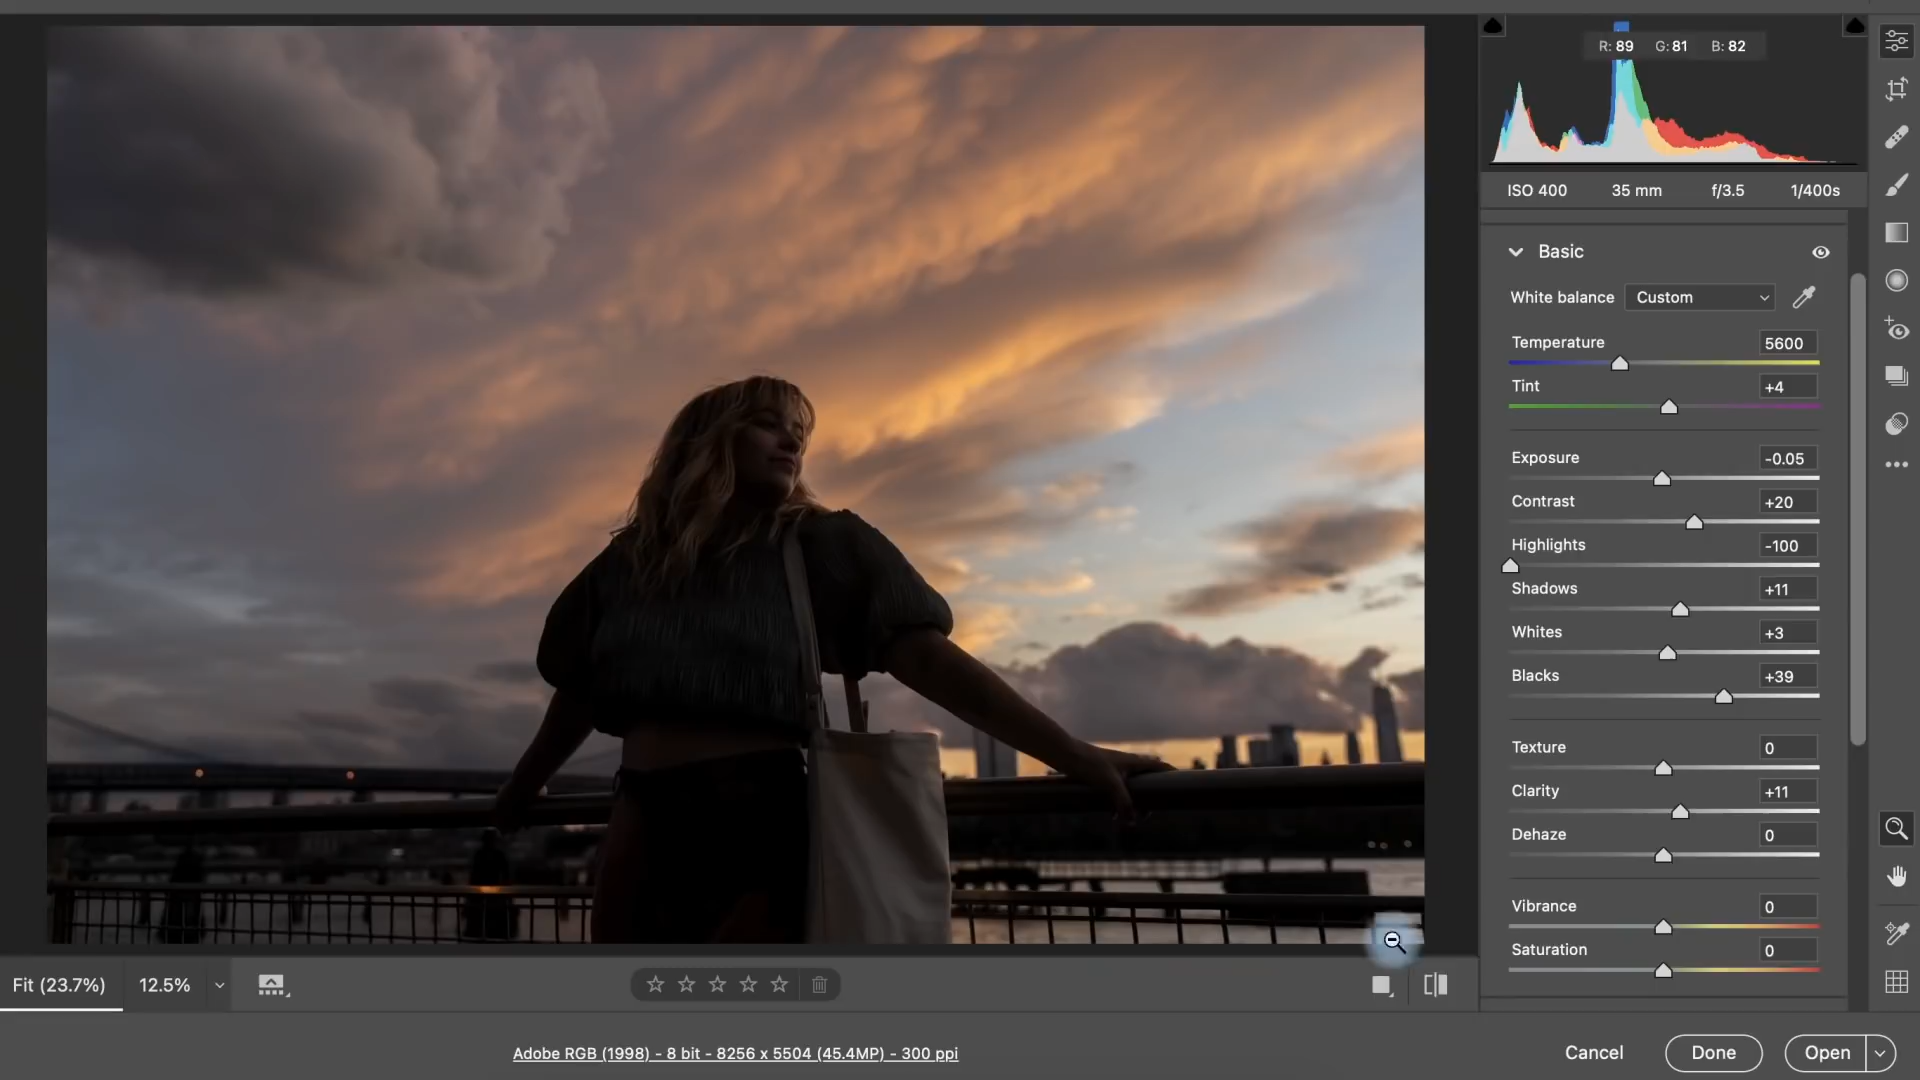 R: 89 G: 81 B: 82
ISO 400 35 mm f/3.5 1/400s
Basic
White balance Custom
Temperature 5600
Tint +4
Exposure -0.05
Contrast +20
Highlights -100
Shadows +11
Whites +3
Blacks +39
Texture 0
Clarity +11
Dehaze 0
Vibrance 0
Saturation 0
Fit (23.7%) 12.5%
Adobe RGB (1998) - 8 bit - 8256 x 5504 (45.4MP) - 300 ppi
Cancel Done Open